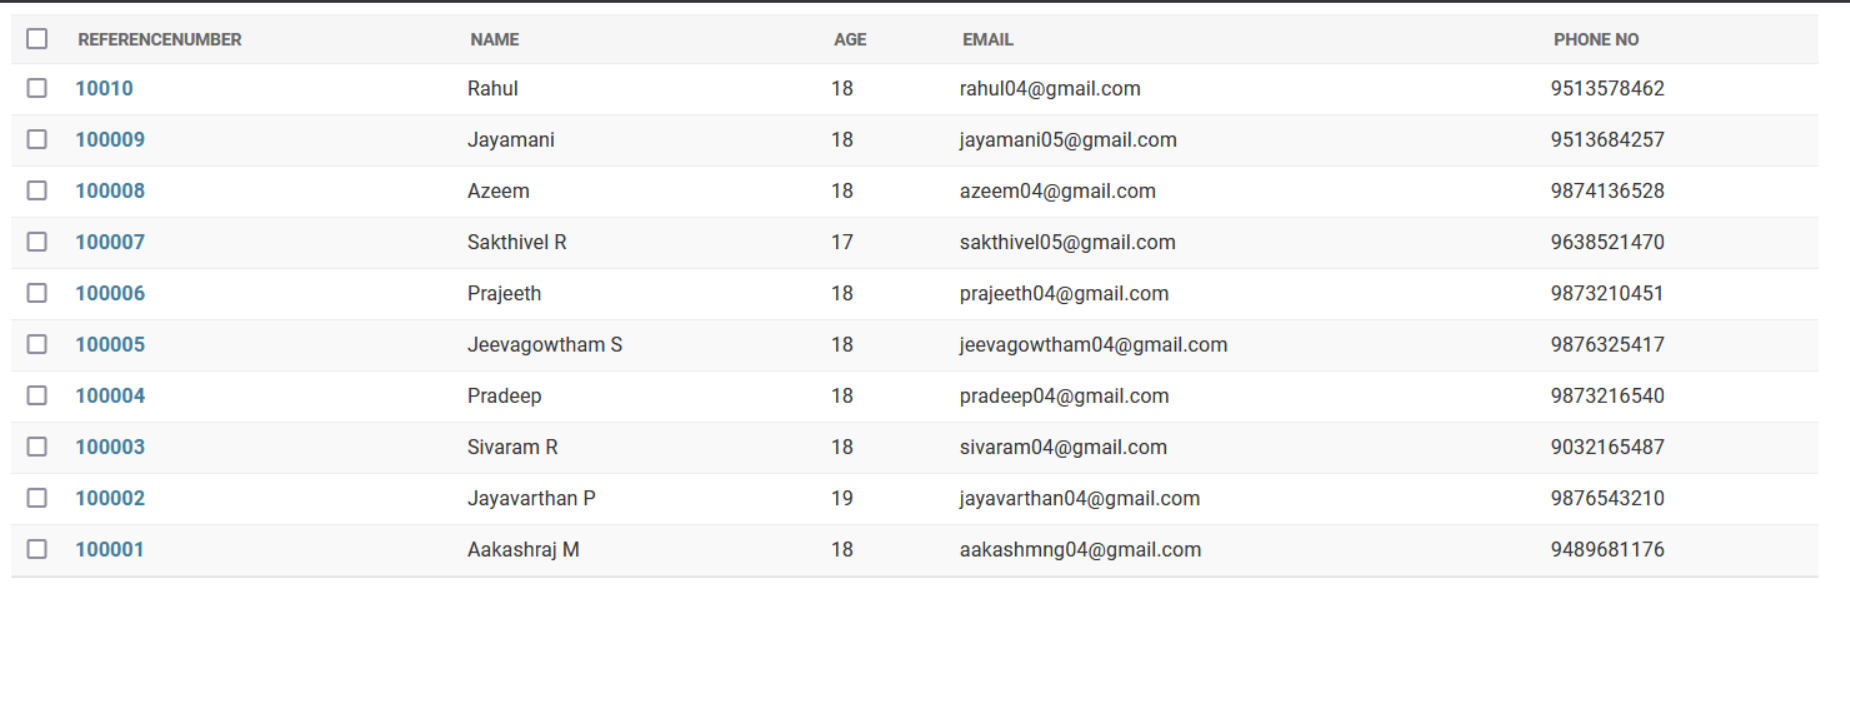 REFERENCENUMBER NAME AGE EMAIL PHONE NO
10010 Rahul 18 rahul04@gmail.com 9513578462
100009 Jayamani 18 jayamani05@gmail.com 9513684257
100008 Azeem 18 azeem04@gmail.com 9874136528
100007 Sakthivel R 17 sakthivel05@gmail.com 9638521470
100006 Prajeeth 18 prajeeth04@gmail.com 9873210451
100005 Jeevagowtham S 18 jeevagowtham04@gmail.com 9876325417
100004 Pradeep 18 pradeep04@gmail.com 9873216540
100003 Sivaram R 18 sivaram04@gmail.com 9032165487
100002 Jayavarthan P 19 jayavarthan04@gmail.com 9876543210
100001 Aakashraj M 18 aakashmng04@gmail.com 9489681176